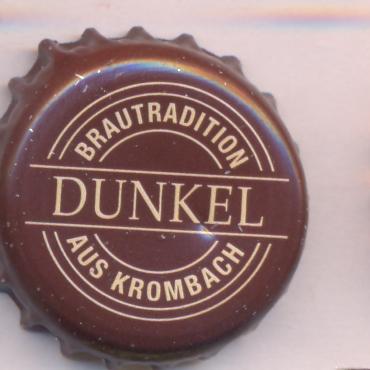 BRAUTRADITION
DUNKEL
AUS KROMBACH